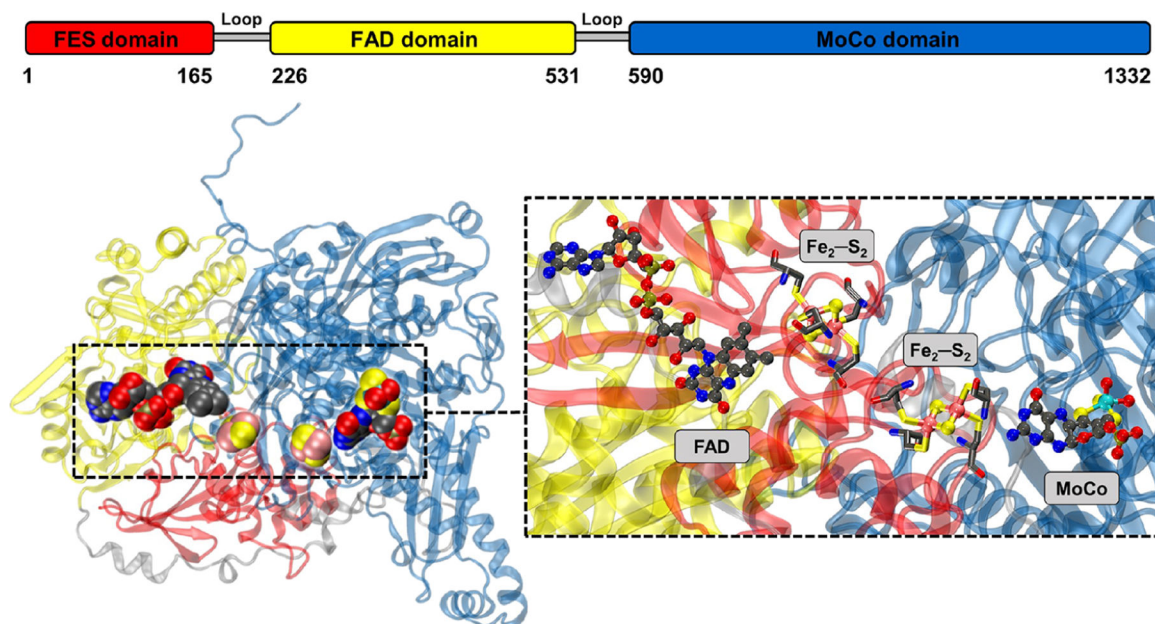 Loop
Loop
FES domain
FAD domain
MoCo domain
1
165
226
531
590
1332
Fe₂—S₂
Fe₂—S₂
FAD
MoCo